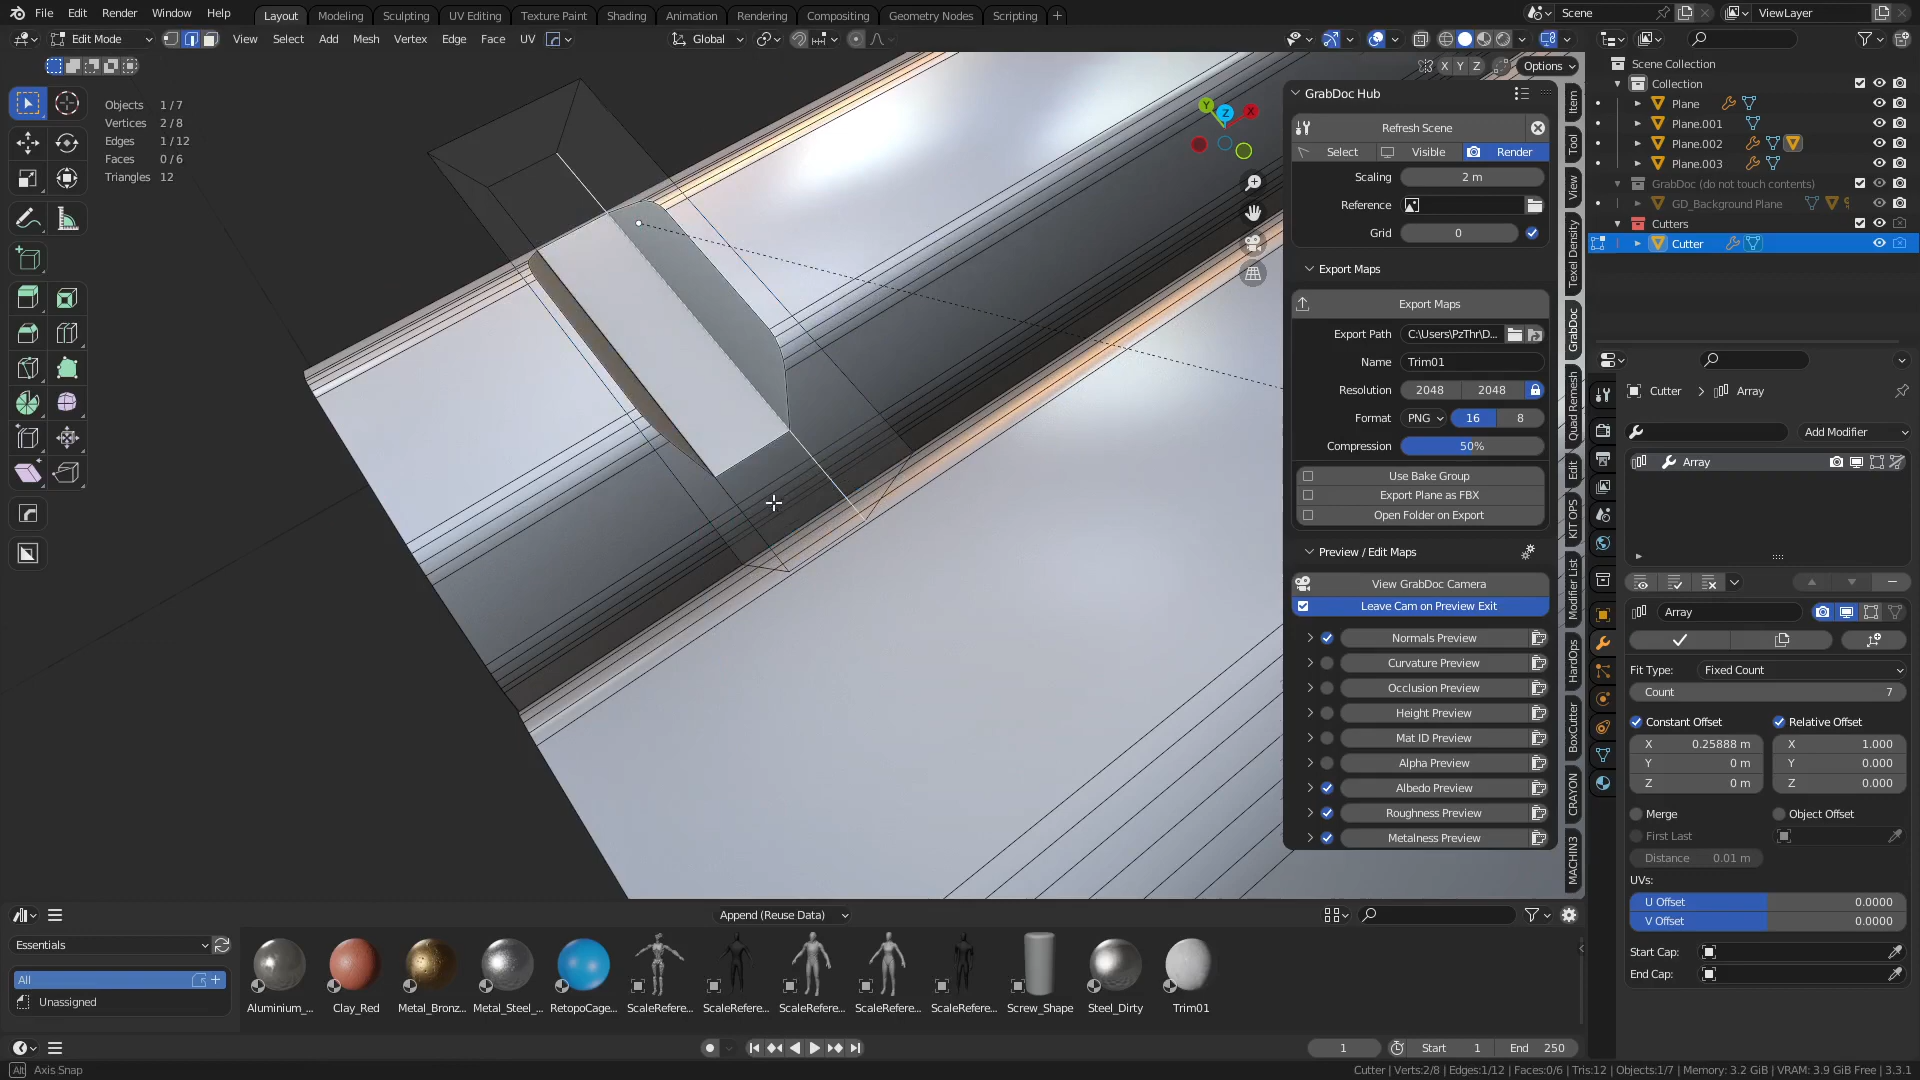 File Edit Render Window Help
Layout Modeling Sculpting UV Editing Texture Paint Shading Animation Rendering Compositing Geometry Nodes Scripting +
Scene
ViewLayer
Edit Mode
View Select Add Mesh Vertex Edge Face UV
Global
X Y Z
Options
Objects 1/7
Vertices 2/8
Edges 1/12
Faces 0/6
Triangles 12
GrabDoc Hub
Refresh Scene
Select Visible Render
Scaling 2 m
Reference
Grid 0
Export Maps
Export Maps
Export Path C:\Users\PzThr\D...
Name Trim01
Resolution 2048 2048
Format PNG 16 8
Compression 50%
Use Bake Group
Export Plane as FBX
Open Folder on Export
Preview / Edit Maps
View GrabDoc Camera
Leave Cam on Preview Exit
Normals Preview
Curvature Preview
Occlusion Preview
Height Preview
Mat ID Preview
Alpha Preview
Albedo Preview
Roughness Preview
Metalness Preview
Item
Tool
View
Texel Density
GrabDoc
Quad Remesh
Edit
KIT OPS
Modifier List
HardOps
BoxCutter
CRAYON
MACHIN3
Scene Collection
Collection
Plane
Plane.001
Plane.002
Plane.003
GrabDoc (do not touch contents)
GD_Background Plane
Cutters
Cutter
Cutter > Array
Add Modifier
Array
Array
Fit Type: Fixed Count
Count 7
Constant Offset Relative Offset
X 0.25888 m X 1.000
Y 0 m Y 0.000
Z 0 m Z 0.000
Merge Object Offset
First Last
Distance 0.01 m
UVs:
U Offset 0.0000
V Offset 0.0000
Start Cap:
End Cap:
Append (Reuse Data)
Essentials
All
Unassigned
Aluminium_... Clay_Red Metal_Bronz... Metal_Steel_... RetopoCage... ScaleRefere... ScaleRefere... ScaleRefere... ScaleRefere... ScaleRefere... Screw_Shape Steel_Dirty Trim01
1 Start 1 End 250
Alt Axis Snap
Cutter | Verts:2/8 | Edges:1/12 | Faces:0/6 | Tris:12 | Objects:1/7 | Memory: 3.2 GiB | VRAM: 3.9 GiB Free | 3.3.1